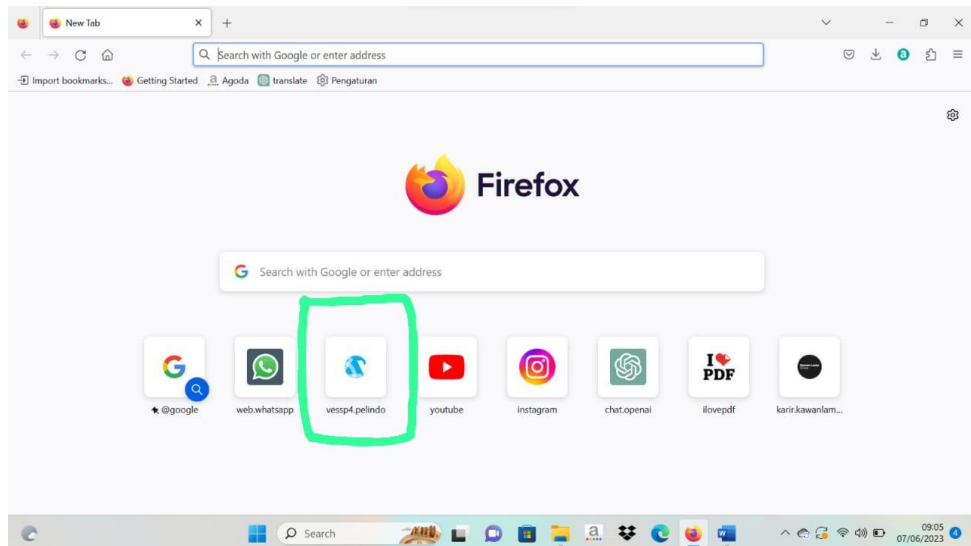 New Tab
Search with Google or enter address
Import bookmarks... Getting Started Agoda translate Pengaturan
Firefox
Search with Google or enter address
I PDF
@google web.whatsapp vessp4.pelindo youtube instagram chat.openai ilovepdf karir.kawanlam...
Search
09:05
07/06/2023
4